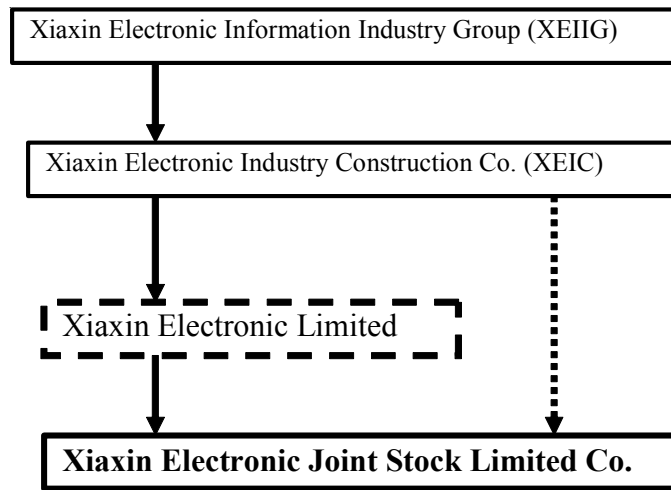 Xiaxin Electronic Information Industry Group (XEIIG)
Xiaxin Electronic Industry Construction Co. (XEIC)
Xiaxin Electronic Limited
Xiaxin Electronic Joint Stock Limited Co.